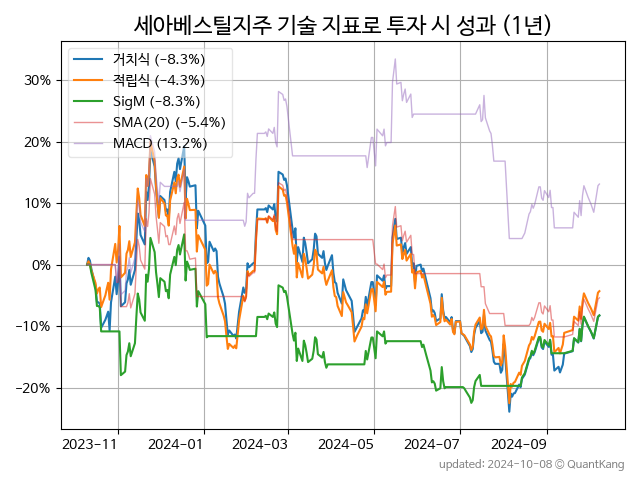 세아베스틸지주 기술 지표로 투자 시 성과 (1년)
거치식 (−8.3%)
적립식 (−4.3%)
SigM (−8.3%)
SMA(20) (−5.4%)
MACD (13.2%)
30%
20%
10%
0%
−10%
−20%
2023−11
2024−01
2024−03
2024−05
2024−07
2024−09
updated: 2024−10−08 © QuantKang